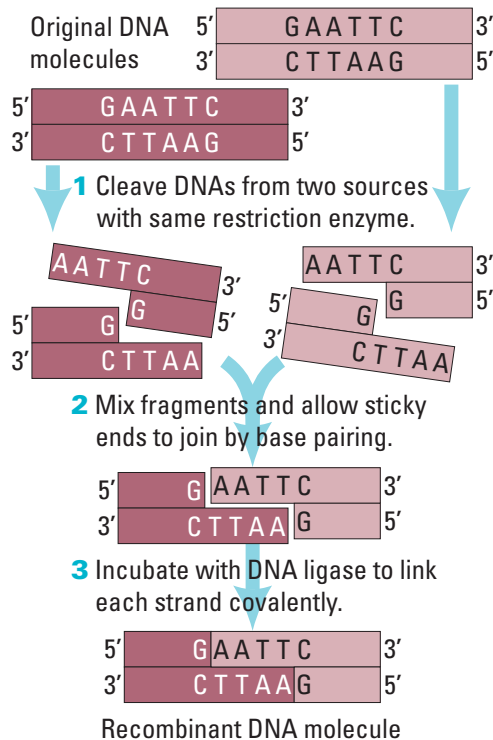 Original DNA
molecules
5′ GAATTC 3′
3′ CTTAAG 5′
5′ GAATTC 3′
3′ CTTAAG 5′
1 Cleave DNAs from two sources
with same restriction enzyme.
AATTC 3′
G 5′
5′ G
3′ CTTAA
AATTC 3′
G 5′
5′ G
3′ CTTAA
2 Mix fragments and allow sticky
ends to join by base pairing.
5′ G AATTC 3′
3′ CTTAA G 5′
3 Incubate with DNA ligase to link
each strand covalently.
5′ GAATTC 3′
3′ CTTAAG 5′
Recombinant DNA molecule